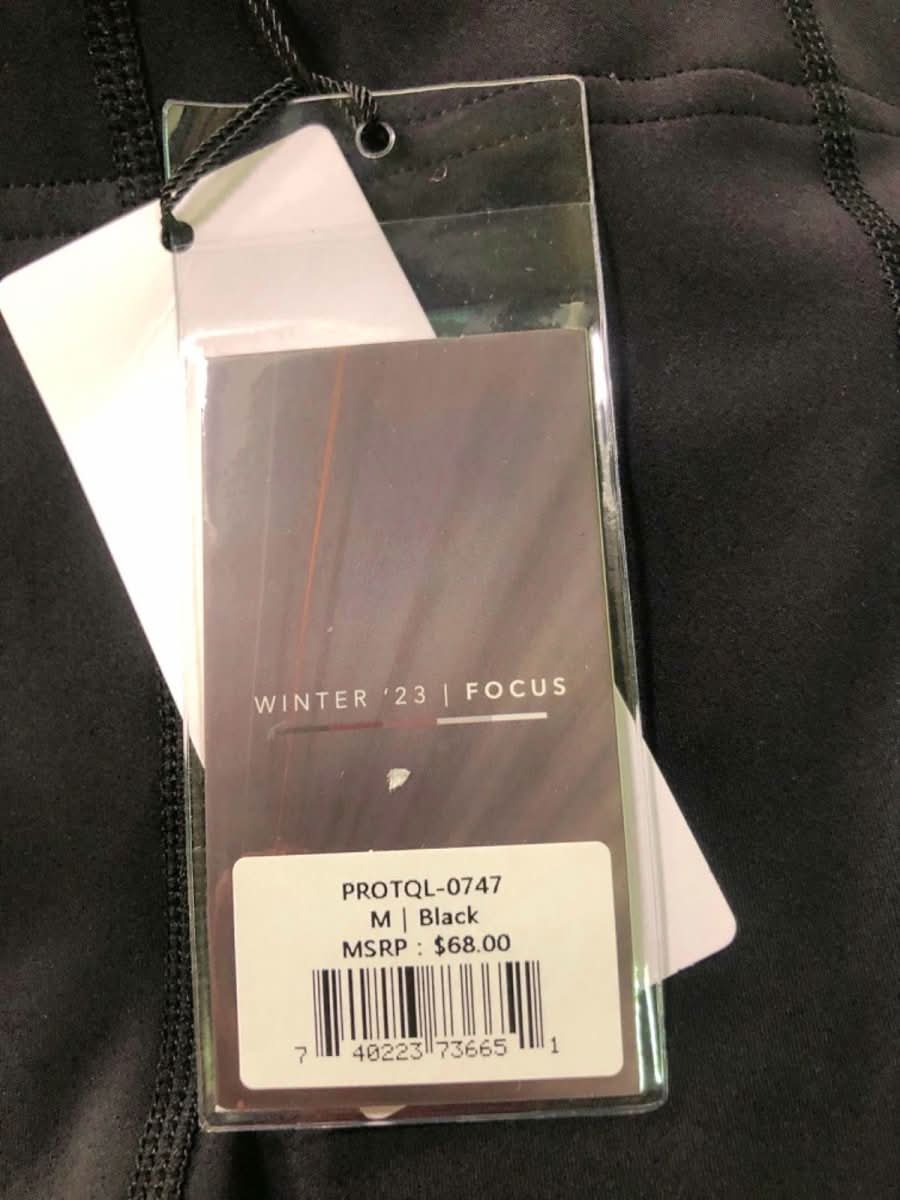 WINTER '23 | FOCUS
PROTQL-0747
M | Black
MSRP : $68.00
7 40223 73665 1